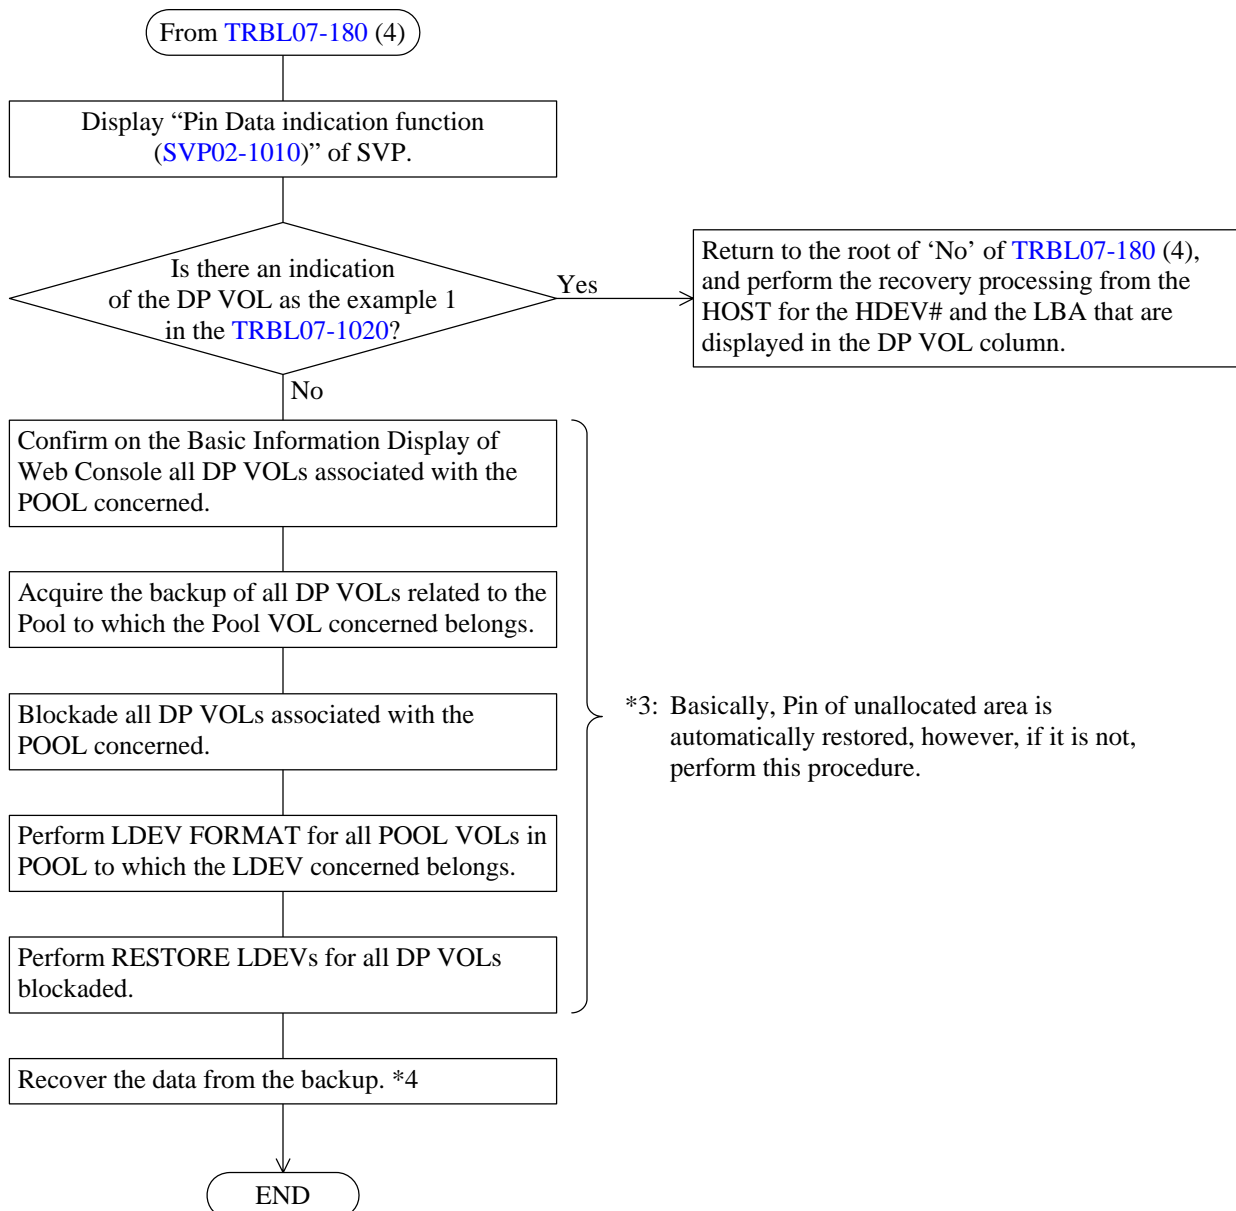 From TRBL07-180 (4)
Display “Pin Data indication function
(SVP02-1010)” of SVP.
Is there an indication
of the DP VOL as the example 1
in the TRBL07-1020?
Yes
Return to the root of ‘No’ of TRBL07-180 (4),
and perform the recovery processing from the
HOST for the HDEV# and the LBA that are
displayed in the DP VOL column.
No
Confirm on the Basic Information Display of
Web Console all DP VOLs associated with the
POOL concerned.
Acquire the backup of all DP VOLs related to the
Pool to which the Pool VOL concerned belongs.
Blockade all DP VOLs associated with the
POOL concerned.
*3: Basically, Pin of unallocated area is
automatically restored, however, if it is not,
perform this procedure.
Perform LDEV FORMAT for all POOL VOLs in
POOL to which the LDEV concerned belongs.
Perform RESTORE LDEVs for all DP VOLs
blockaded.
Recover the data from the backup. *4
END